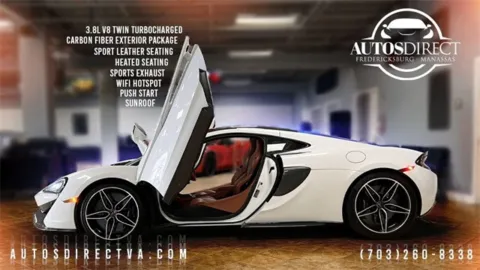 3.8L V8 TWIN TURBOCHARGED
CARBON FIBER EXTERIOR PACKAGE
SPORT LEATHER SEATING
HEATED SEATING
SPORTS EXHAUST
WIFI HOTSPOT
PUSH START
SUNROOF
AUTOSDIRECT
FREDERICKSBURG - MANASSAS
AUTOSDIRECTVA.COM
(703)260-8338